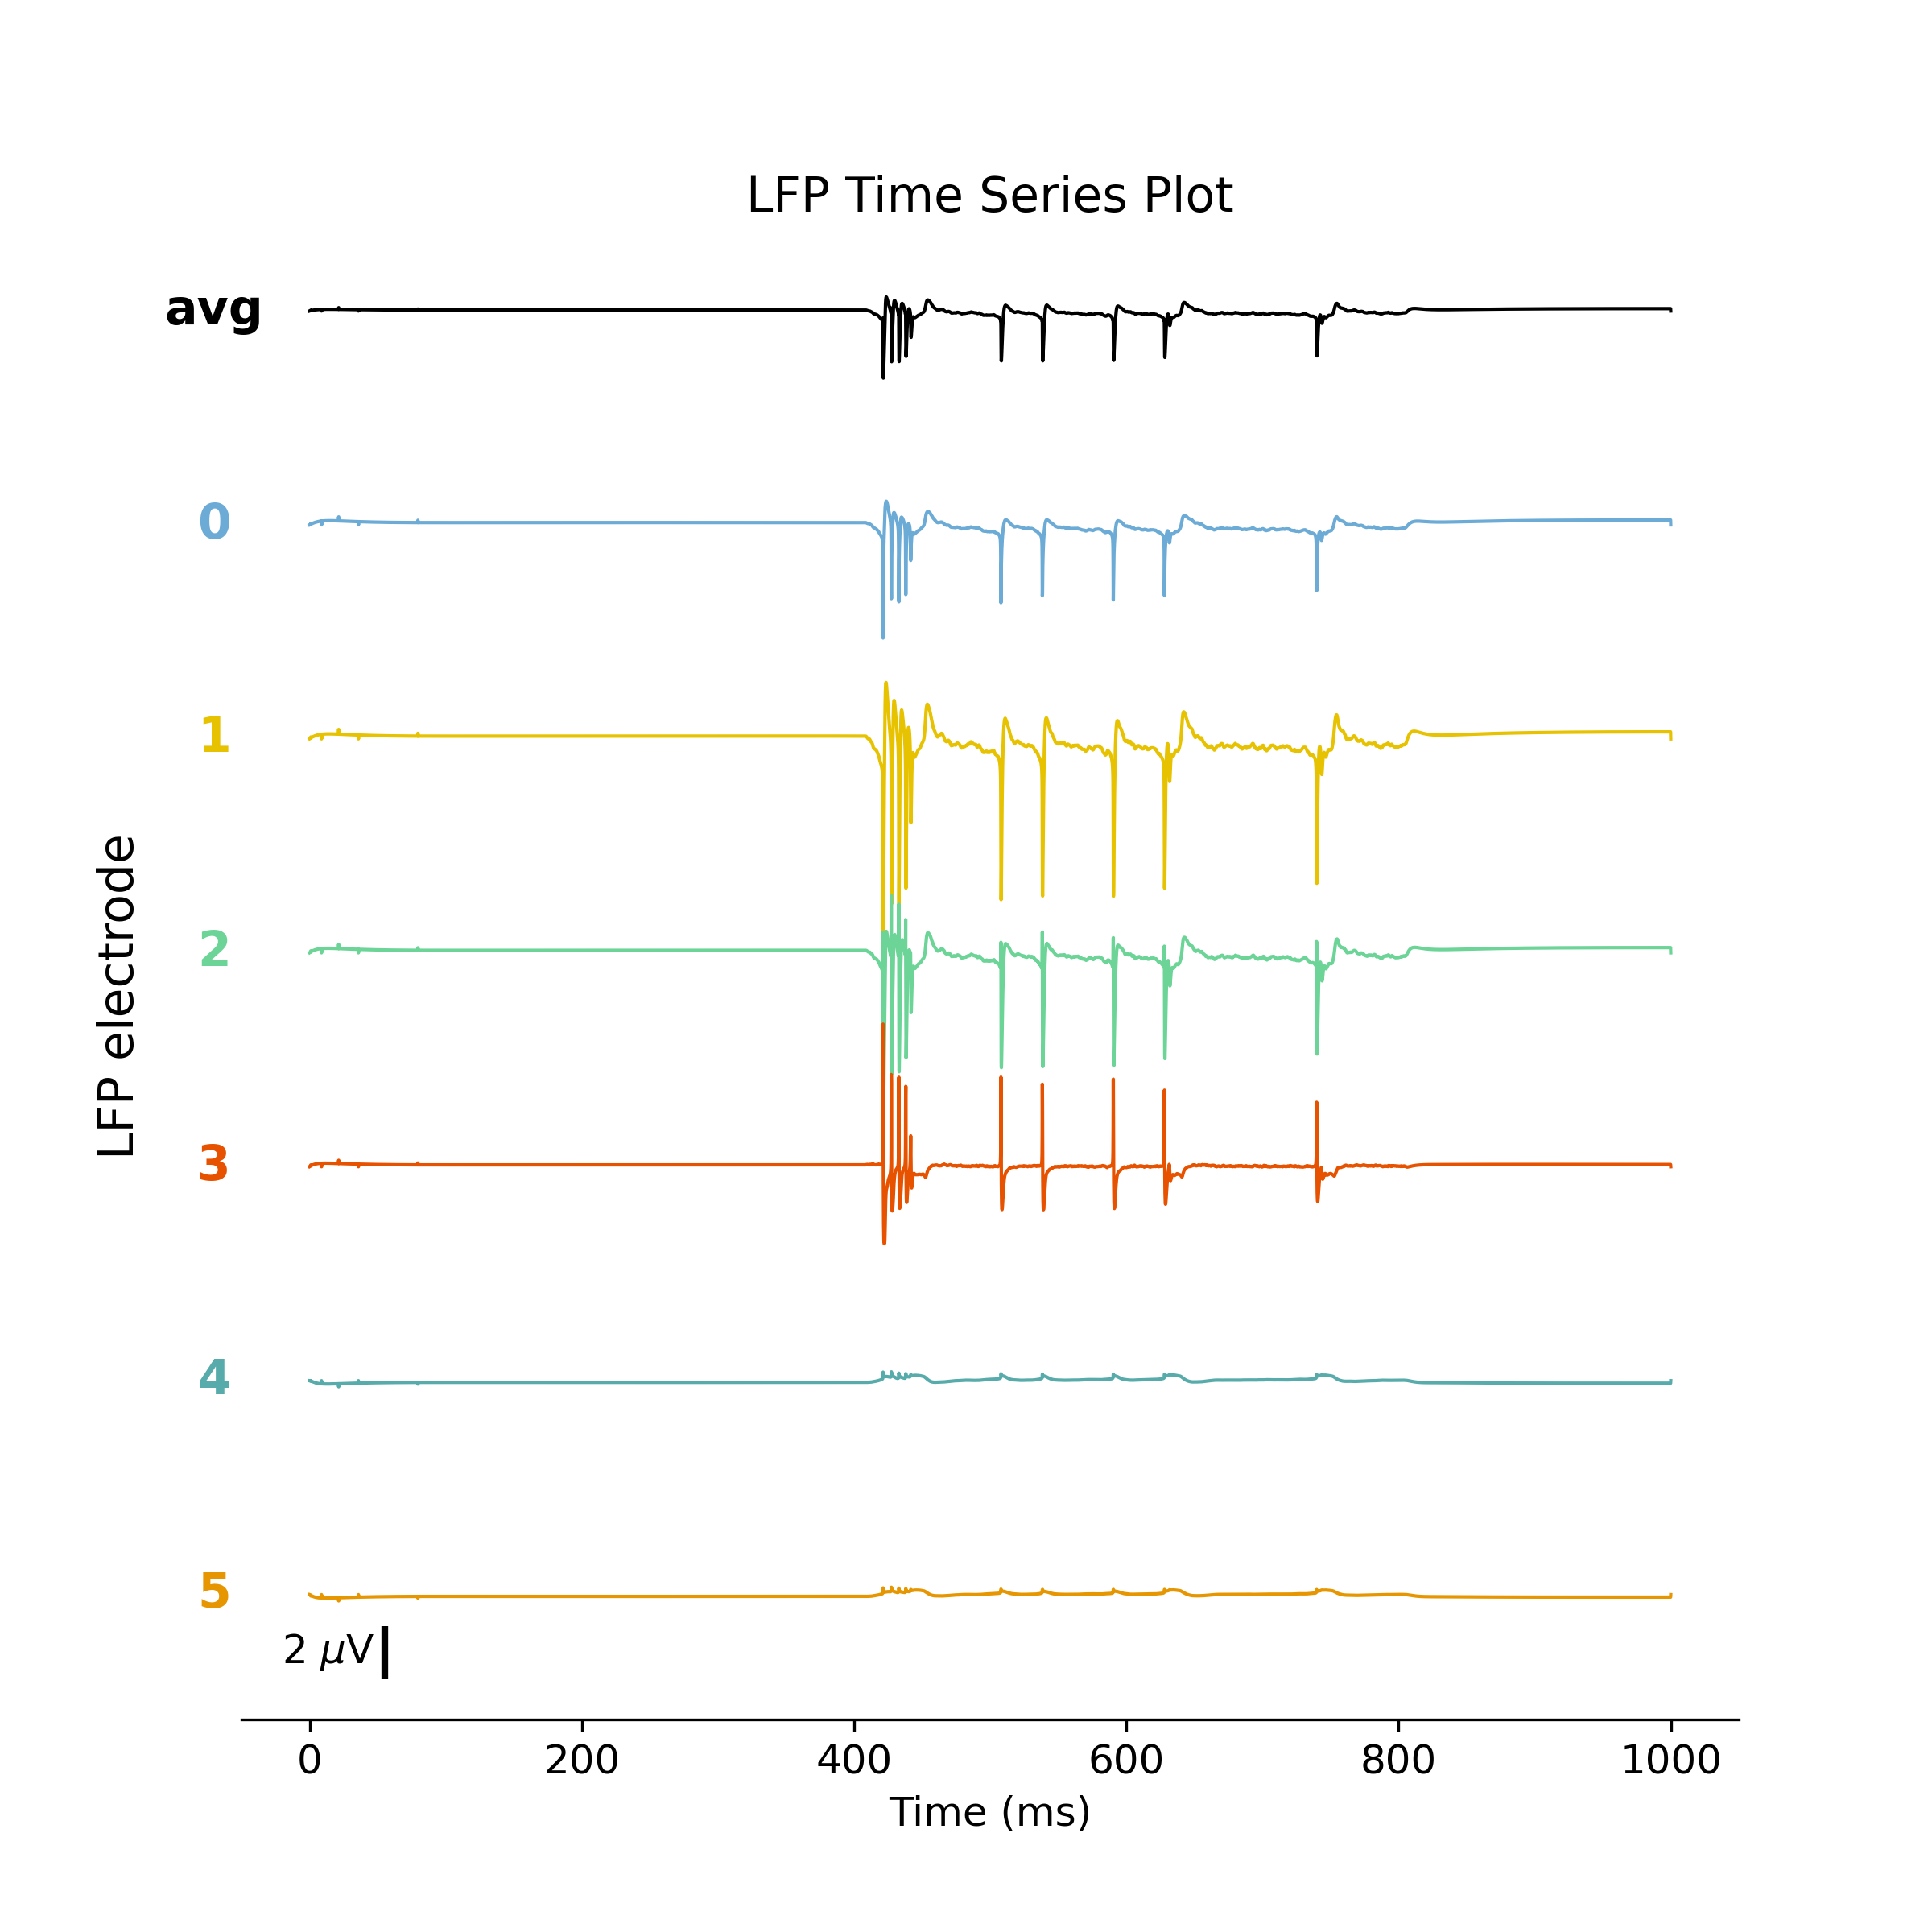 LFP Time Series Plot
avg
0
1
2
3
4
5
LFP electrode
2 μV
0 200 400 600 800 1000
Time (ms)